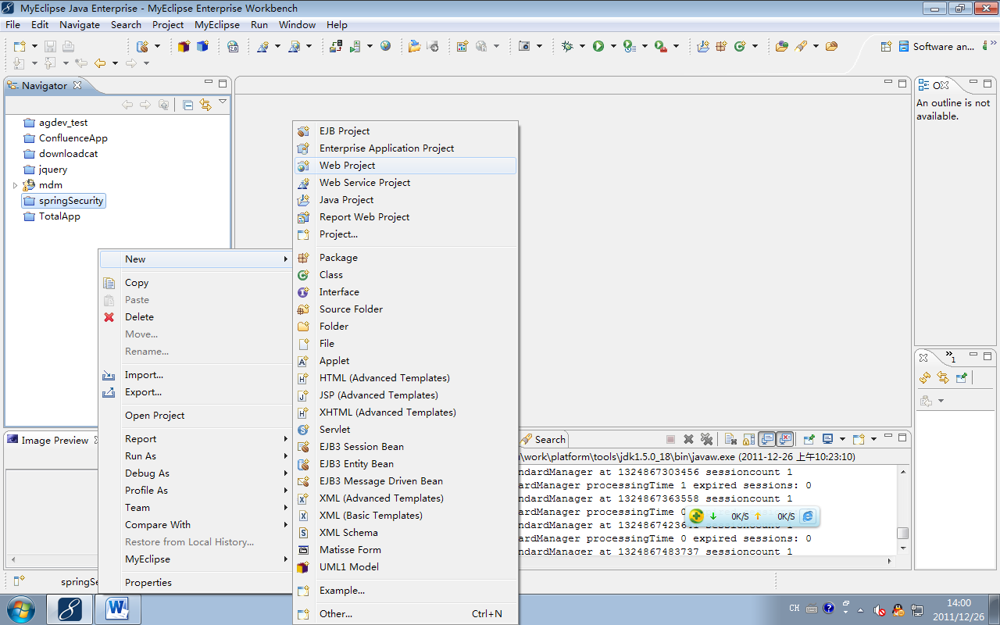 MyEclipse Java Enterprise - MyEclipse Enterprise Workbench
File Edit Navigate Search Project MyEclipse Run Window Help
Software an...
Navigator
agdev_test
ConfluenceApp
downloadcat
jquery
mdm
springSecurity
TotalApp
New
Copy
Paste
Delete
Move...
Rename...
Import...
Export...
Open Project
Report
Run As
Debug As
Profile As
Team
Compare With
Restore from Local History...
MyEclipse
Properties
EJB Project
Enterprise Application Project
Web Project
Web Service Project
Java Project
Report Web Project
Project...
Package
Class
Interface
Source Folder
Folder
File
Applet
HTML (Advanced Templates)
JSP (Advanced Templates)
XHTML (Advanced Templates)
Servlet
EJB3 Session Bean
EJB3 Entity Bean
EJB3 Message Driven Bean
XML (Advanced Templates)
XML (Basic Templates)
XML Schema
Matisse Form
UML1 Model
Example...
Other... Ctrl+N
O
An outline is not
available.
1
Image Preview
Search
\work\platform\tools\jdk1.5.0_18\bin\javaw.exe (2011-12-26 上午10:23:10)
ndardManager at 1324867303456 sessioncount 1
ardManager processingTime 1 expired sessions: 0
ndardManager at 1324867363558 sessioncount 1
ardManager processingTime
0K/S 0K/S
ndardManager at 13248674236 sessioncount 1
ardManager processingTime 0 expired sessions: 0
ndardManager at 1324867483737 sessioncount 1
springSe
CH
14:00
2011/12/26